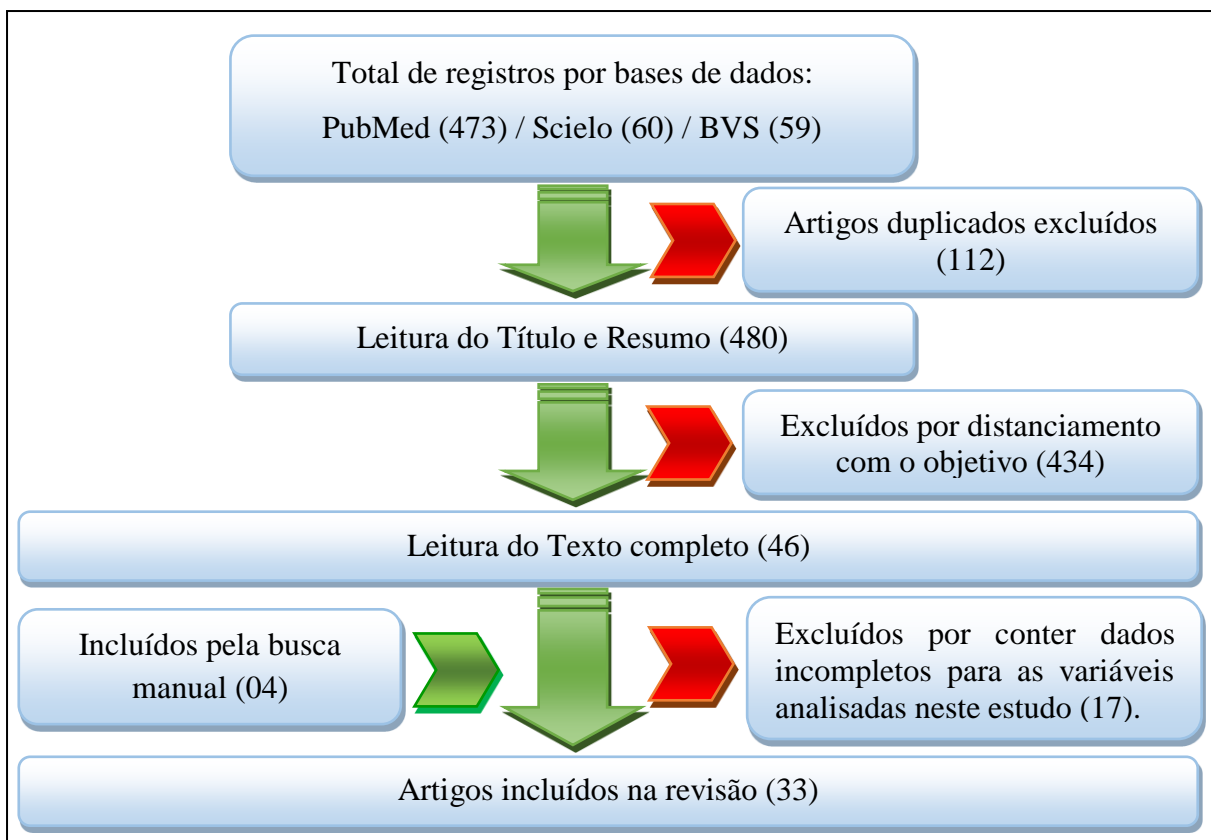 Total de registros por bases de dados:
PubMed (473) / Scielo (60) / BVS (59)
Artigos duplicados excluídos
(112)
Leitura do Título e Resumo (480)
Excluídos por distanciamento
com o objetivo (434)
Leitura do Texto completo (46)
Incluídos pela busca
manual (04)
Excluídos por conter dados
incompletos para as variáveis
analisadas neste estudo (17).
Artigos incluídos na revisão (33)